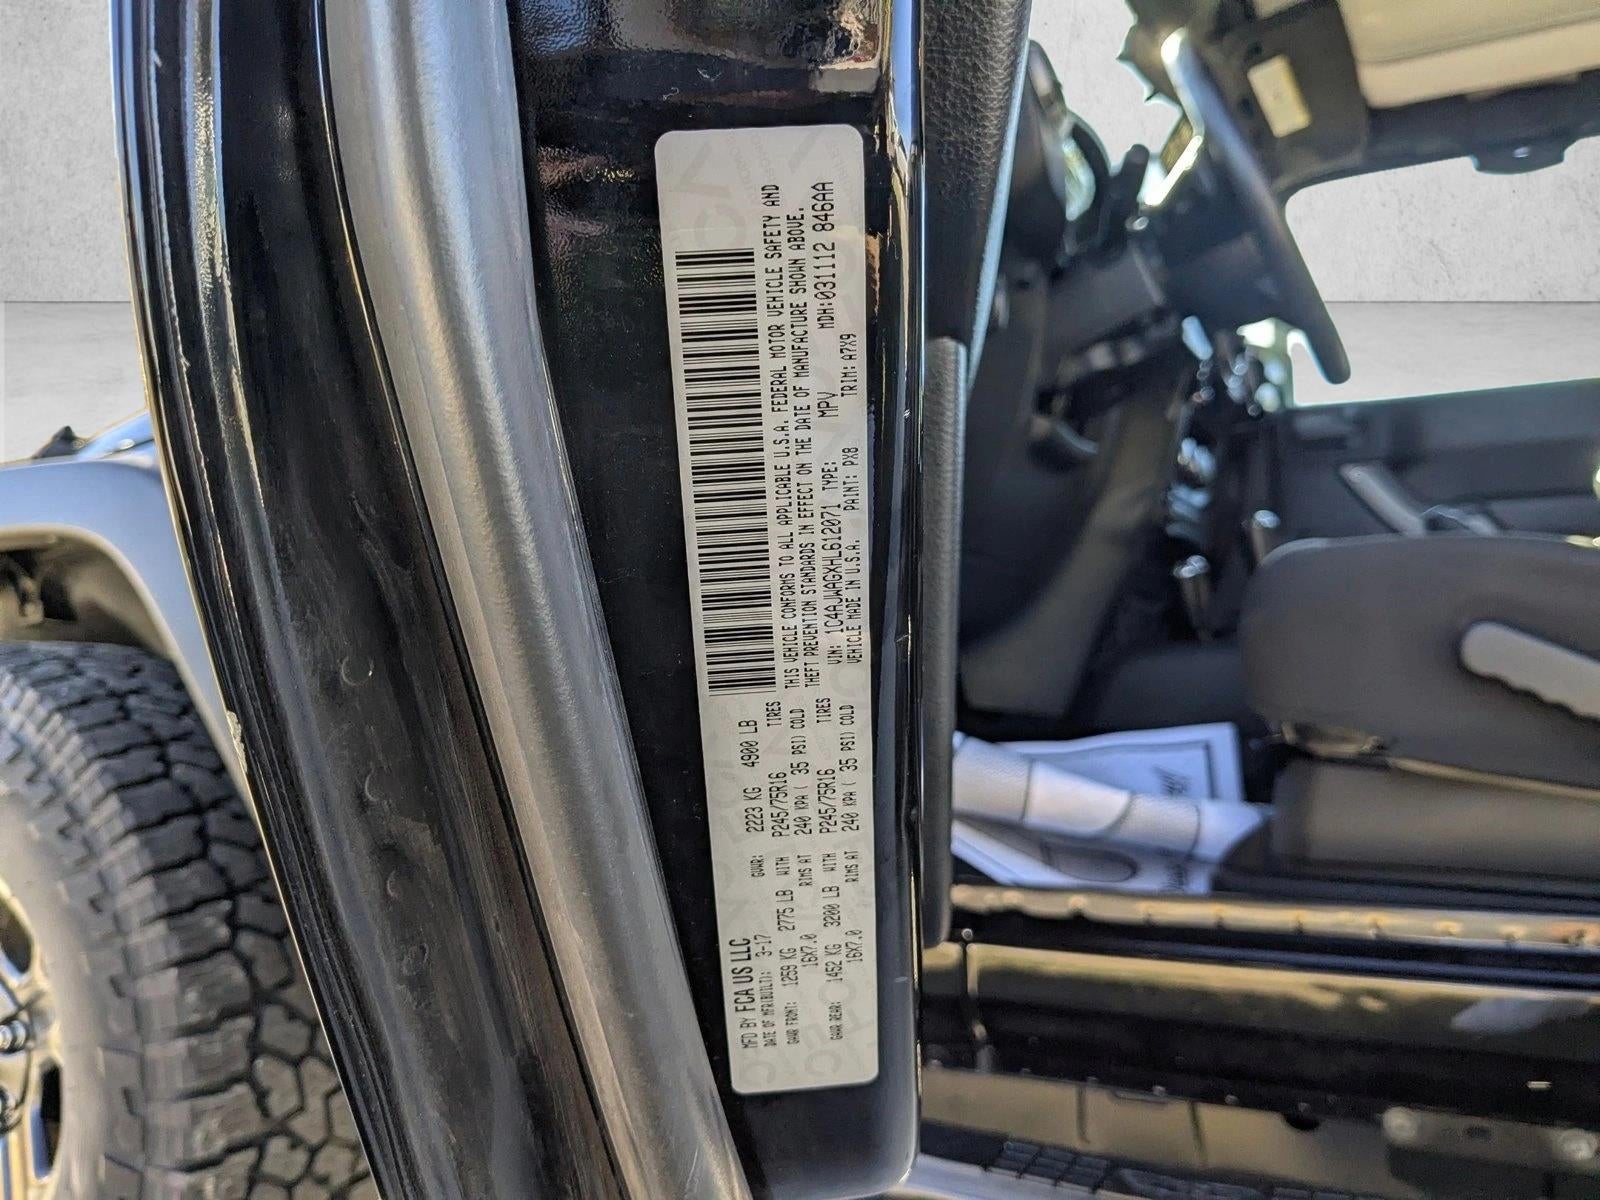 MFD BY FCA US LLC
DATE OF MFR(BUILT): 3-17 GVWR: 2223 KG 4900 LB
GAWR FRONT: 1259 KG 2775 LB WITH P245/75R16 TIRES
16X7.0 RIMS AT 240 KPA ( 35 PSI) COLD
GAWR REAR: 1452 KG 3200 LB WITH P245/75R16 TIRES
16X7.0 RIMS AT 240 KPA ( 35 PSI) COLD
THIS VEHICLE CONFORMS TO ALL APPLICABLE U.S.A. FEDERAL MOTOR VEHICLE SAFETY AND
THEFT PREVENTION STANDARDS IN EFFECT ON THE DATE OF MANUFACTURE SHOWN ABOVE.
VIN: 1C4AJWAGXHL612071 TYPE: MPV MDH:031112 846AA
VEHICLE MADE IN U.S.A. PAINT: PX8 TRIM: A7X9